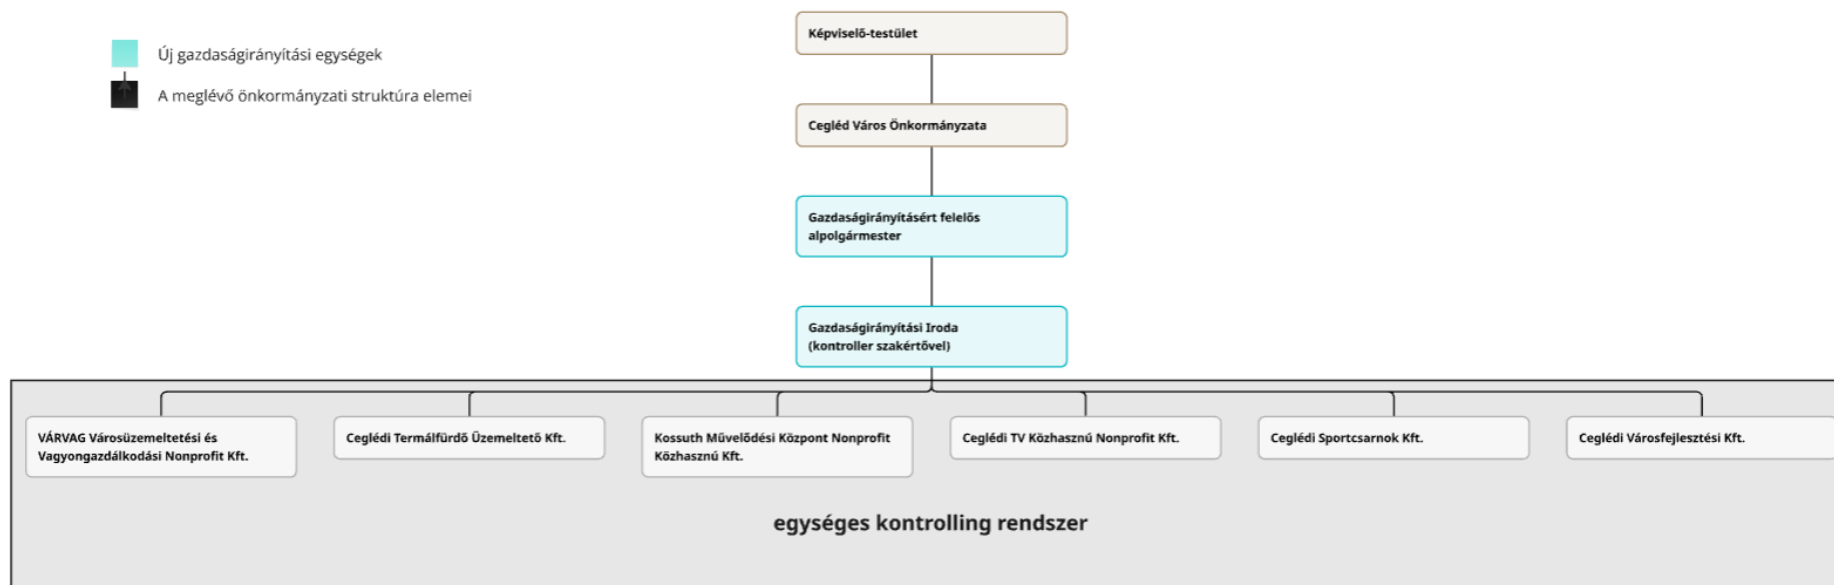 Képviselő-testület
Új gazdaságirányítási egységek
A meglévő önkormányzati struktúra elemei
Cegléd Város Önkormányzata
Gazdaságirányításért felelős
alpolgármester
Gazdaságirányítási Iroda
(kontroller szakértővel)
VÁRVAG Városüzemeltetési és
Vagyongazdálkodási Nonprofit Kft.
Ceglédi Termálfürdő Üzemeltető Kft.
Kossuth Művelődési Központ Nonprofit
Közhasznú Kft.
Ceglédi TV Közhasznú Nonprofit Kft.
Ceglédi Sportcsarnok Kft.
Ceglédi Városfejlesztési Kft.
egységes kontrolling rendszer